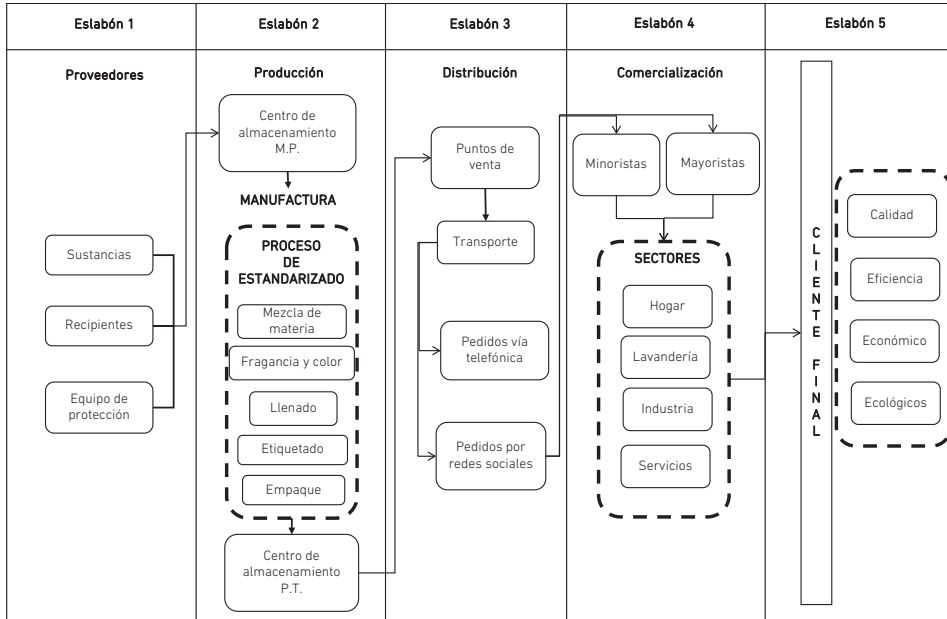 Eslabón 1
Eslabón 2
Eslabón 3
Eslabón 4
Eslabón 5
Proveedores
Sustancias
Recipientes
Equipo de
protección
Producción
Centro de
almacenamiento
M.P.
MANUFACTURA
PROCESO
DE
ESTANDARIZADO
Mezcla de
materia
Fragancia y color
Llenado
Etiquetado
Empaque
Centro de
almacenamiento
P.T.
Distribución
Puntos de
venta
Transporte
Pedidos vía
telefónica
Pedidos por
redes sociales
Comercialización
Minoristas
Mayoristas
SECTORES
Hogar
Lavandería
Industria
Servicios
CLIENTE FINAL
Calidad
Eficiencia
Económico
Ecológicos